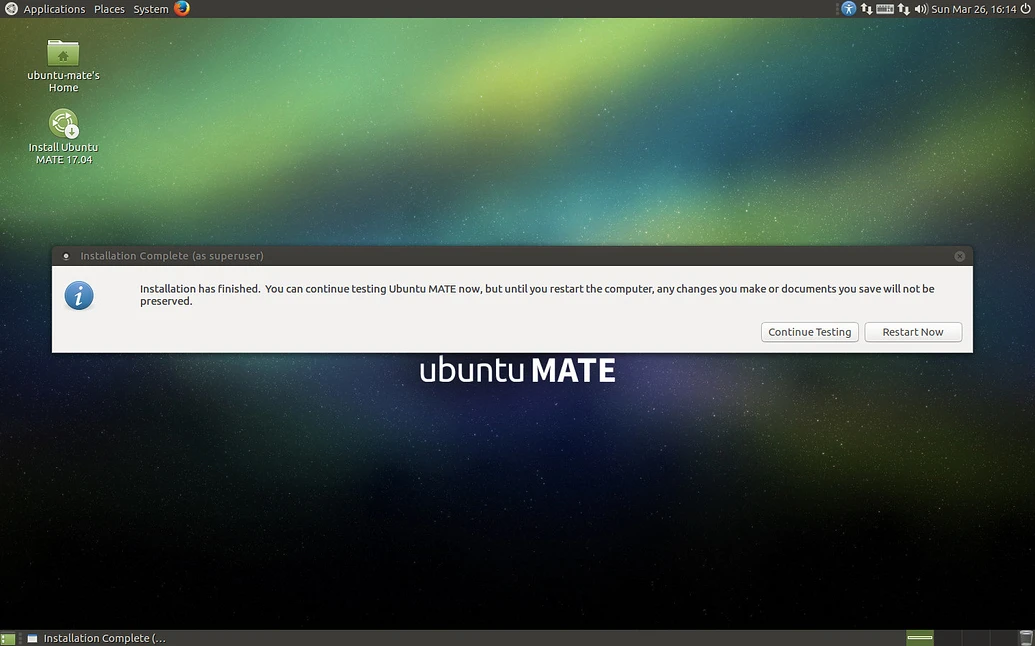 Applications Places System Sun Mar 26, 16:14
ubuntu-mate's
Home
Install Ubuntu
MATE 17.04
Installation Complete (as superuser)
Installation has finished.  You can continue testing Ubuntu MATE now, but until you restart the computer, any changes you make or documents you save will not be
preserved.
Continue Testing Restart Now
ubuntu MATE
Installation Complete (...